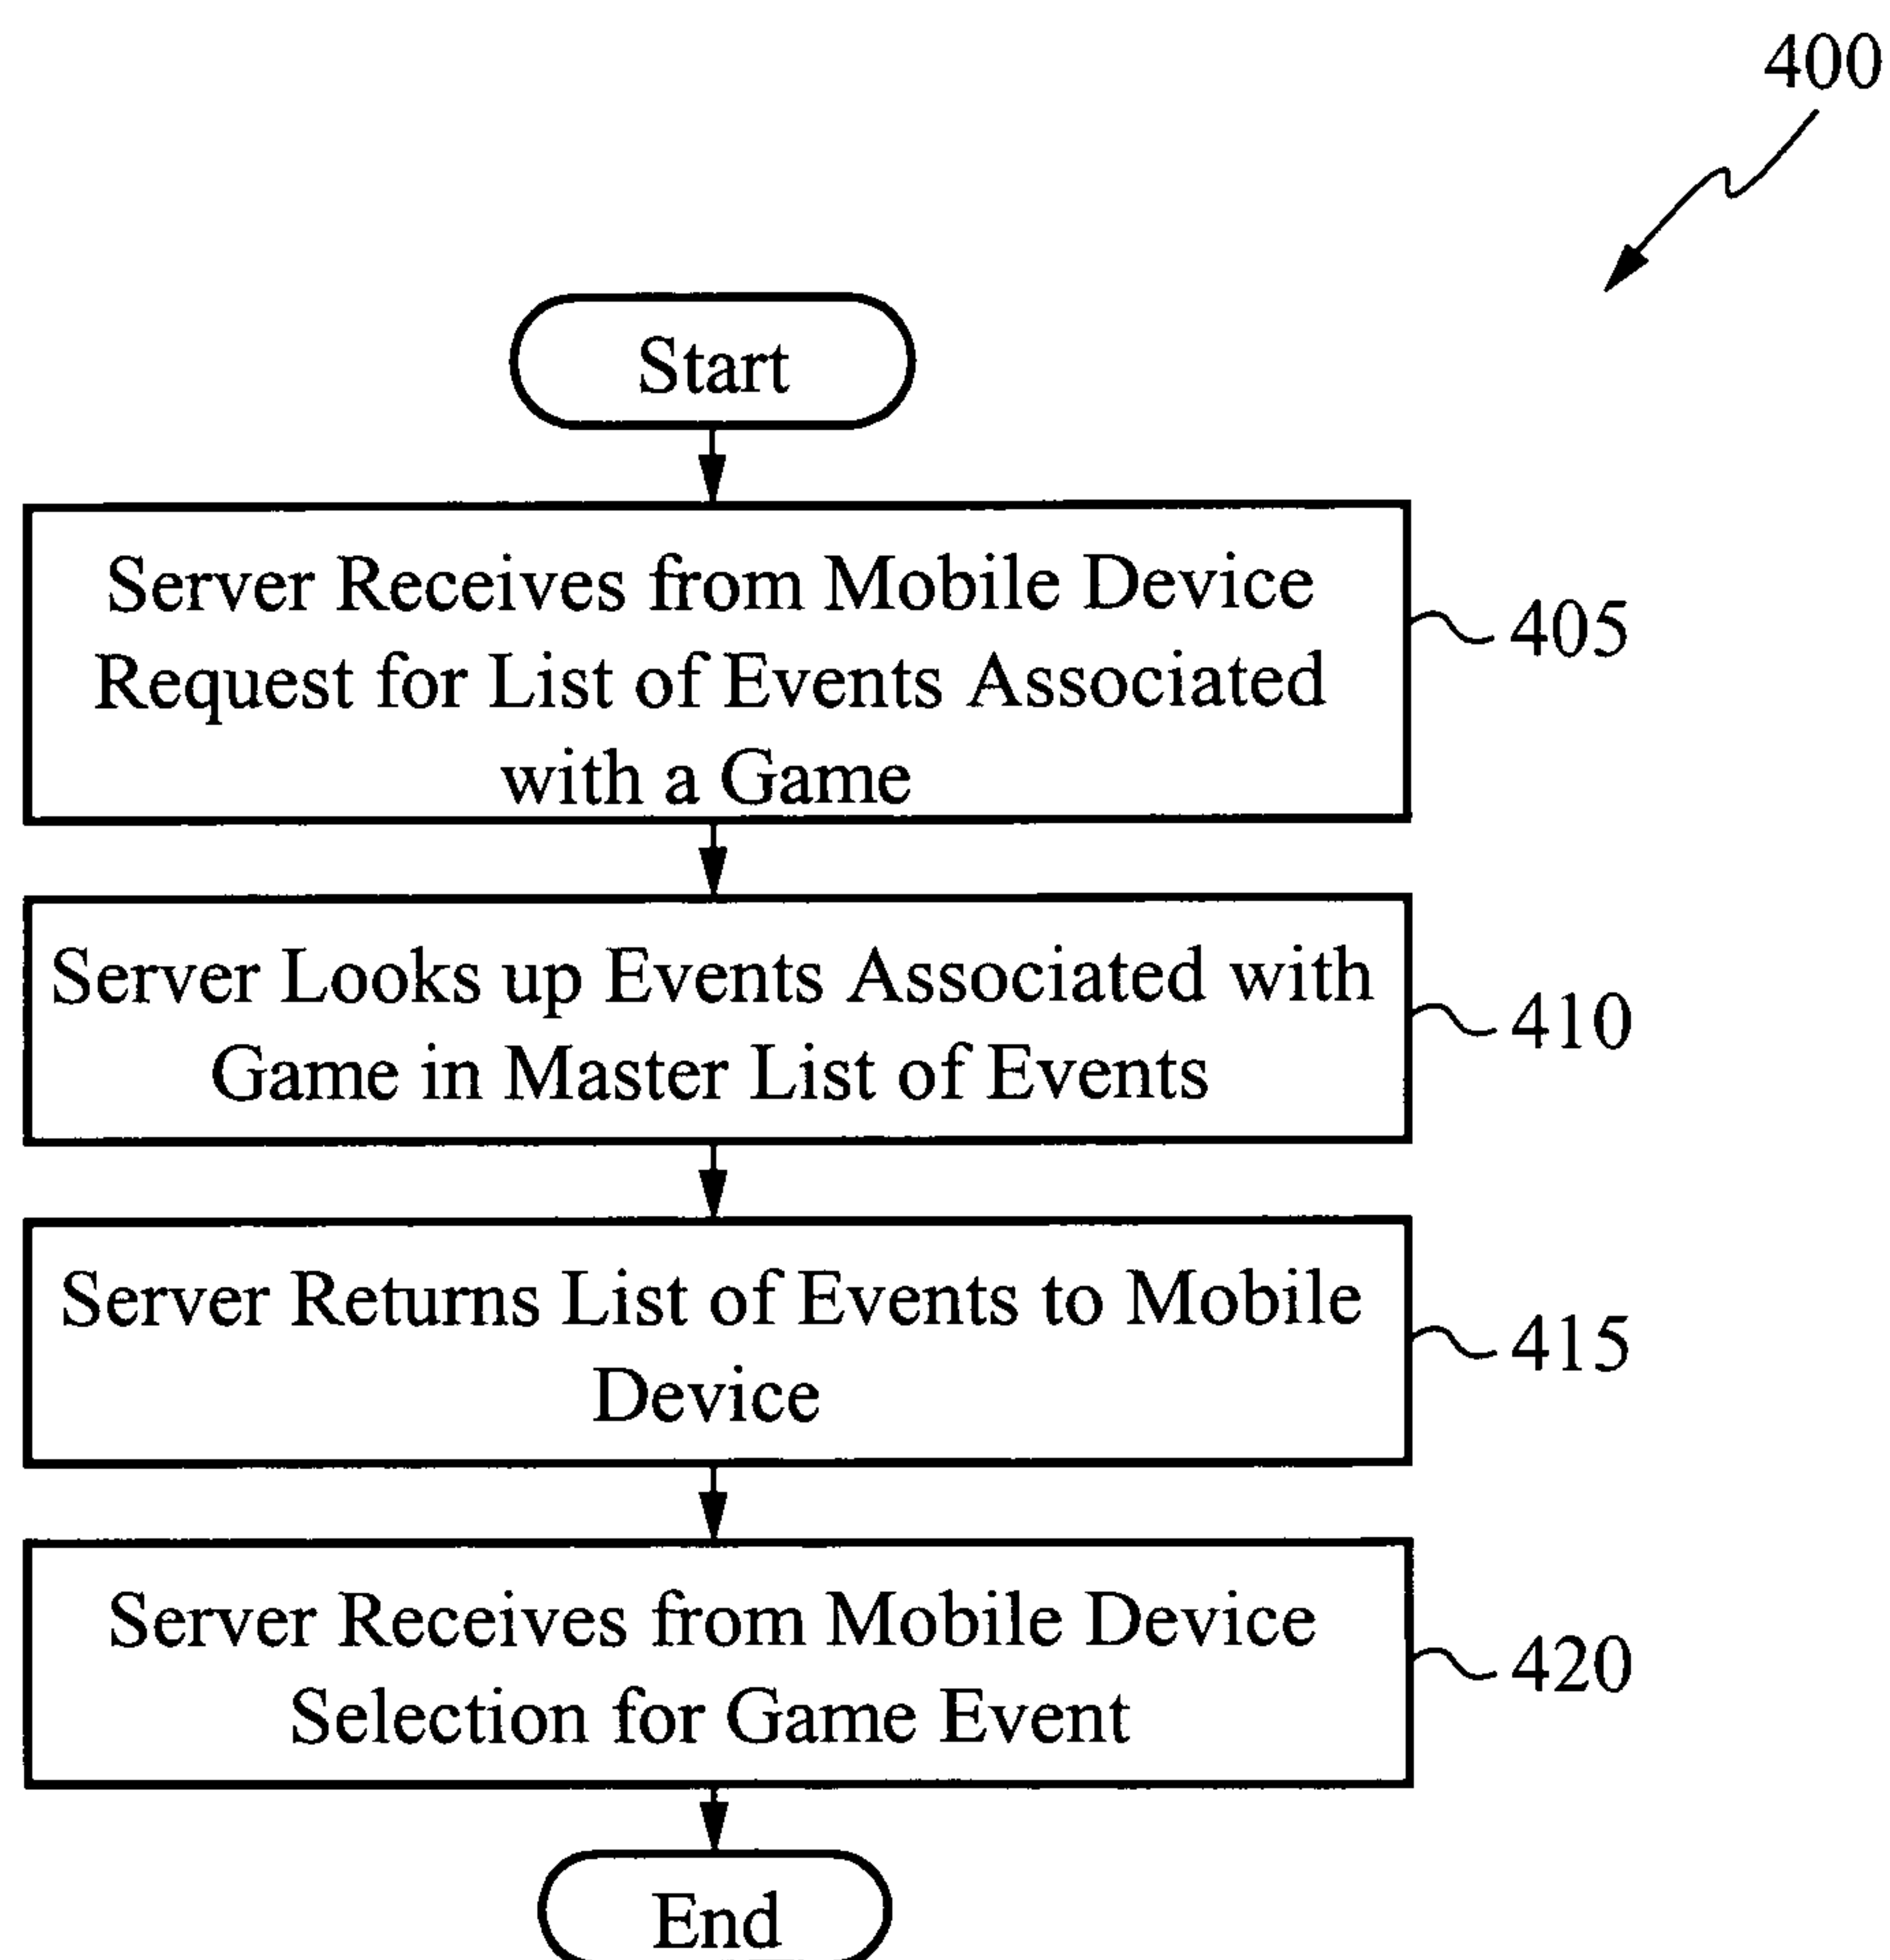 400
Start
Server Receives from Mobile Device
Request for List of Events Associated
with a Game
405
Server Looks up Events Associated with
Game in Master List of Events
410
Server Returns List of Events to Mobile
Device
415
Server Receives from Mobile Device
Selection for Game Event
420
End